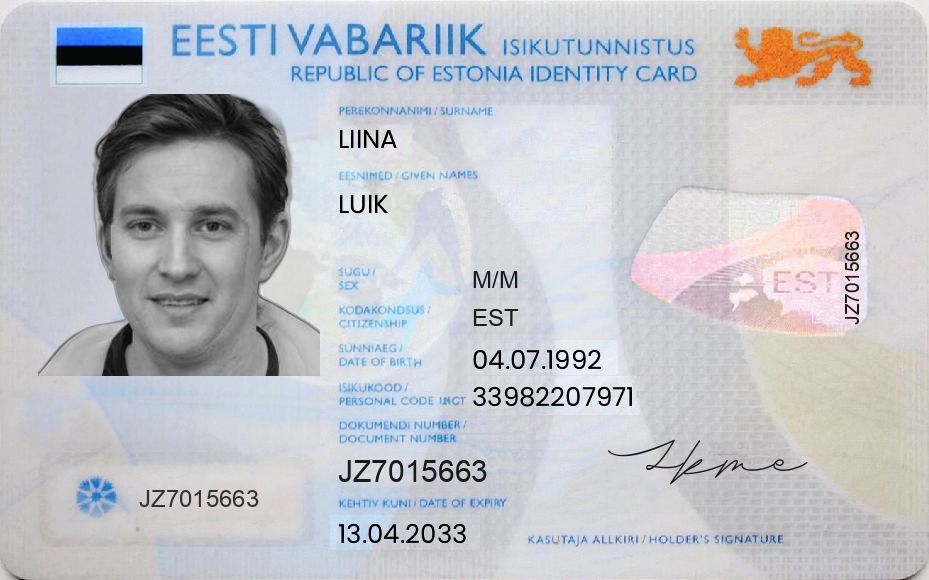 EESTI VABARIIK ISIKUTUNNISTUS
REPUBLIC OF ESTONIA IDENTITY CARD
PEREKONNANIMI / SURNAME
LIINA
EESNIMED / GIVEN NAMES
LUIK
SUGU /
SEX
M/M
KODAKONDSUS /
CITIZENSHIP
EST
SÜNNIAEG /
DATE OF BIRTH
04.07.1992
ISIKUKOOD /
PERSONAL CODE
33982207971
DOKUMENDI NUMBER /
DOCUMENT NUMBER
JZ7015663
KEHTIV KUNI / DATE OF EXPIRY
13.04.2033
JZ7015663
EST
JZ7015663
KASUTAJA ALLKIRI / HOLDER'S SIGNATURE